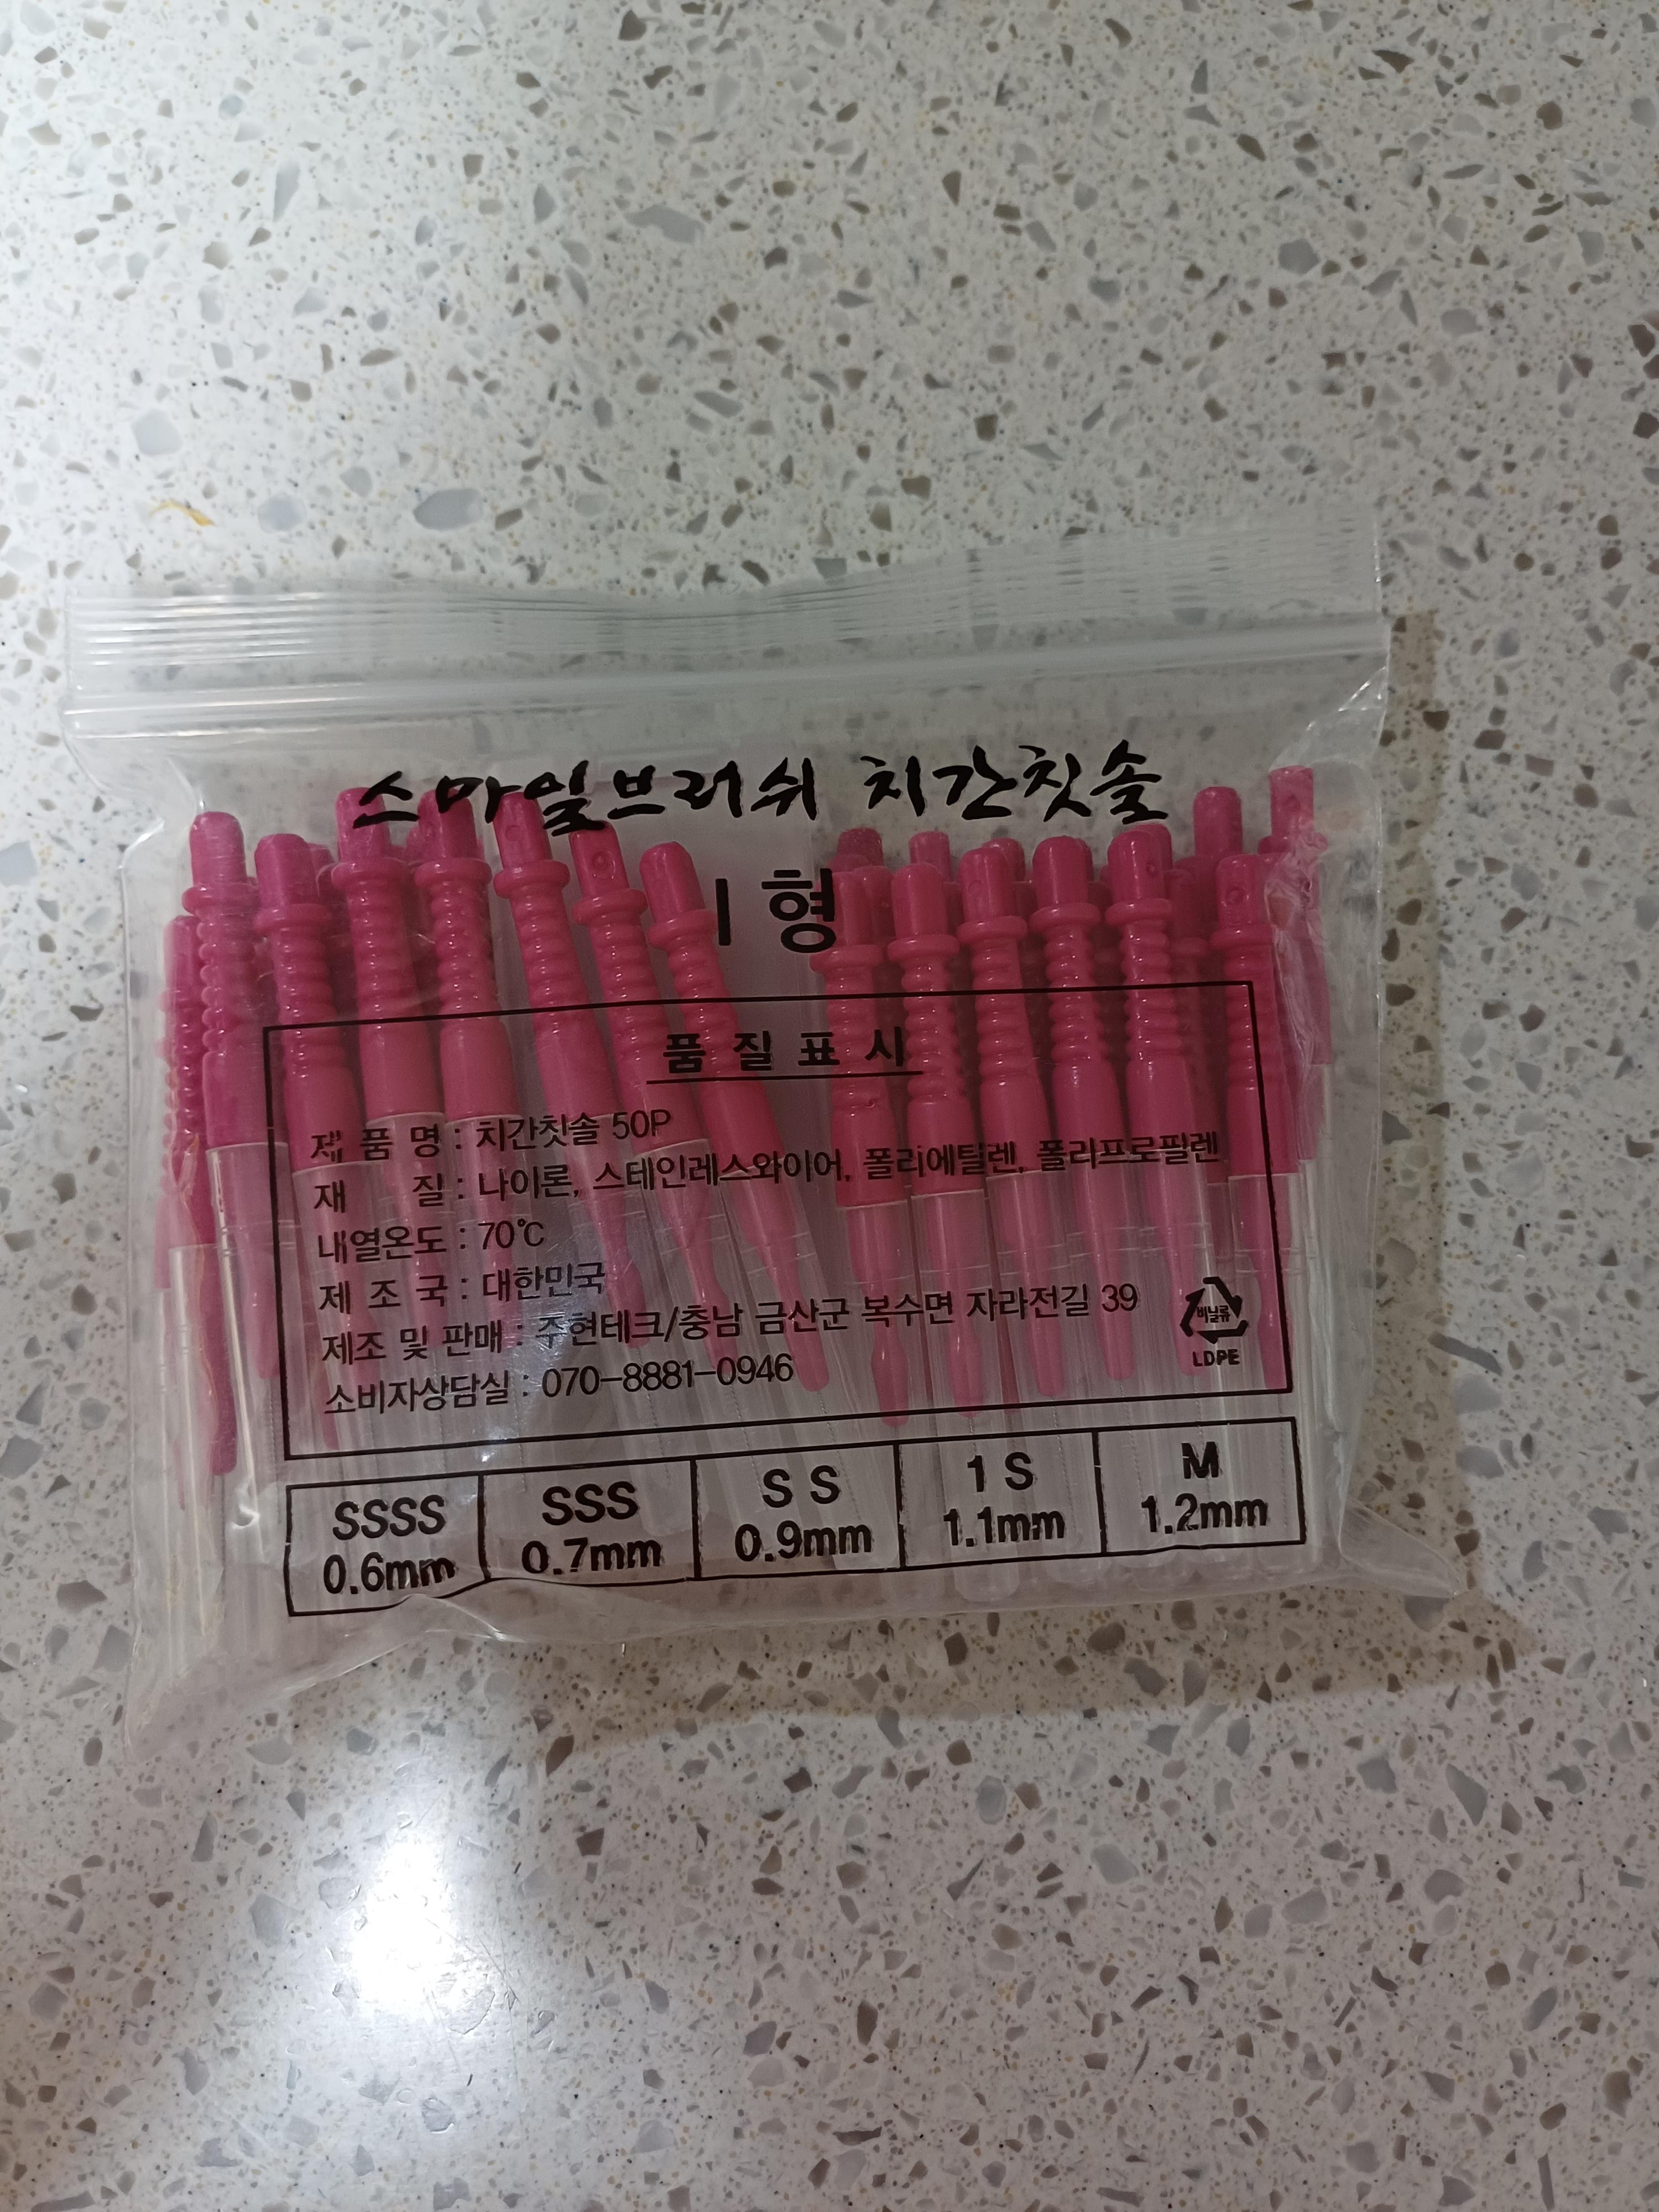 스마일브러쉬 치간칫솔
I 형
품 질 표 시
제 품 명 : 치간칫솔 50P
재 질 : 나이론, 스테인레스와이어, 폴리에틸렌, 폴리프로필렌
내열온도 : 70℃
제 조 국 : 대한민국
제조 및 판매 : 주현테크/충남 금산군 복수면 자라전길 39
소비자상담실 : 070-8881-0946
비닐류
LDPE
SSSS SSS S S 1 S M
0.6mm 0.7mm 0.9mm 1.1mm 1.2mm